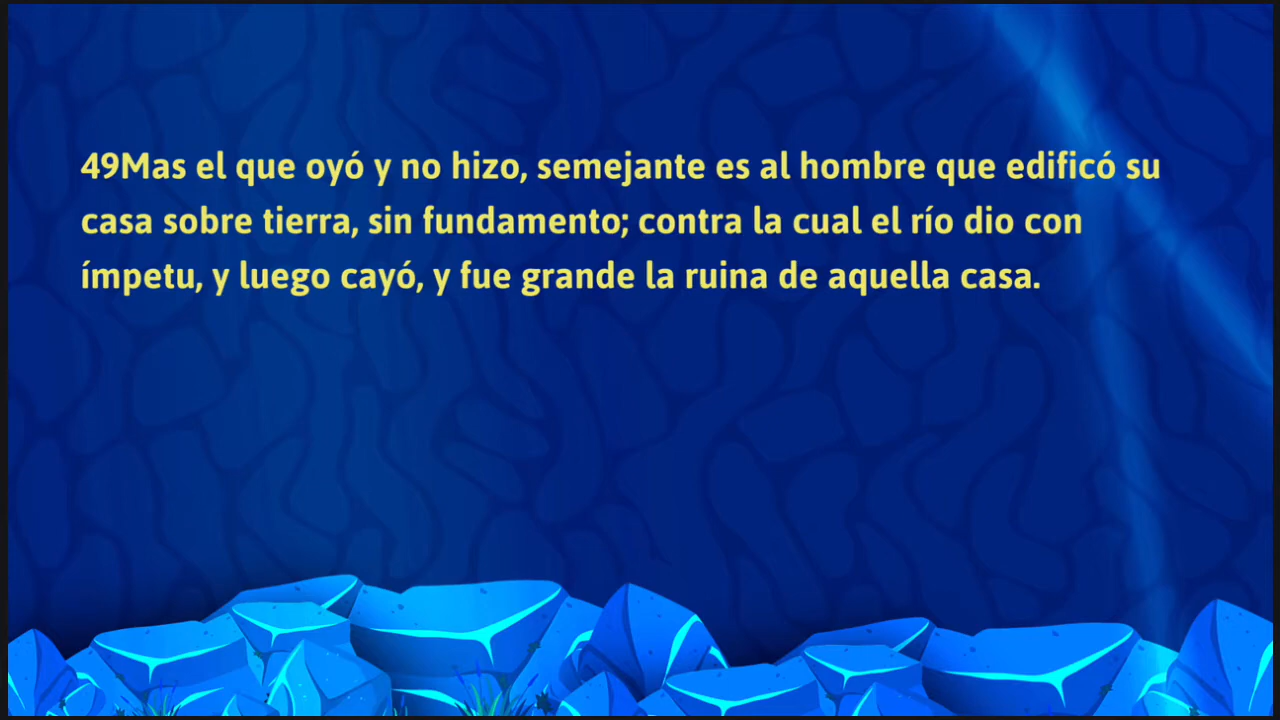 49Mas el que oyó y no hizo, semejante es al hombre que edificó su
casa sobre tierra, sin fundamento; contra la cual el río dio con
ímpetu, y luego cayó, y fue grande la ruina de aquella casa.